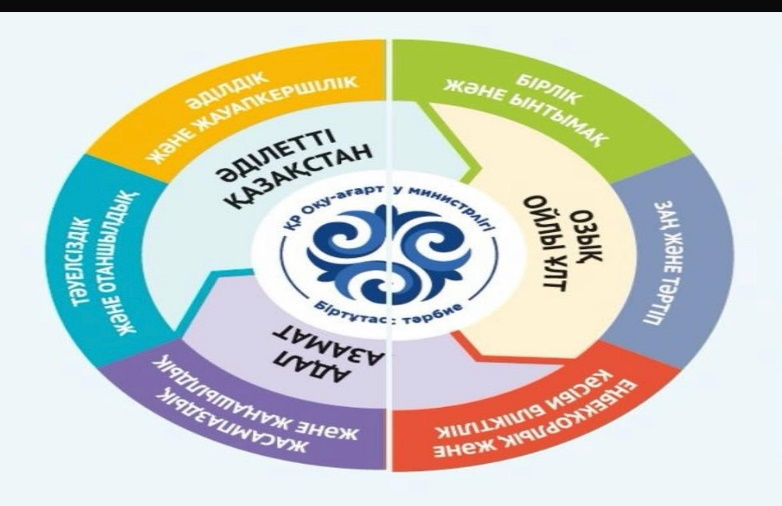 ӘДІЛДІК
ЖӘНЕ ЖАУАПКЕРШІЛІК
БІРЛІК
ЖӘНЕ ЫНТЫМАҚ
ЗАҢ ЖӘНЕ ТӘРТІП
ЕҢБЕКҚОРЛЫҚ ЖӘНЕ
КӘСІБИ БІЛІКТІЛІК
ЖАСАМПАЗДЫҚ
ЖӘНЕ ЖАҢАШЫЛДЫҚ
ТӘУЕЛСІЗДІК
ЖӘНЕ ОТАНШЫЛДЫҚ
ӘДІЛЕТТІ
ҚАЗАҚСТАН
ОЗЫҚ
ОЙЛЫ ҰЛТ
АДАЛ
АЗАМАТ
ҚР Оқу-ағарту министрлігі
Біртұтас тәрбие